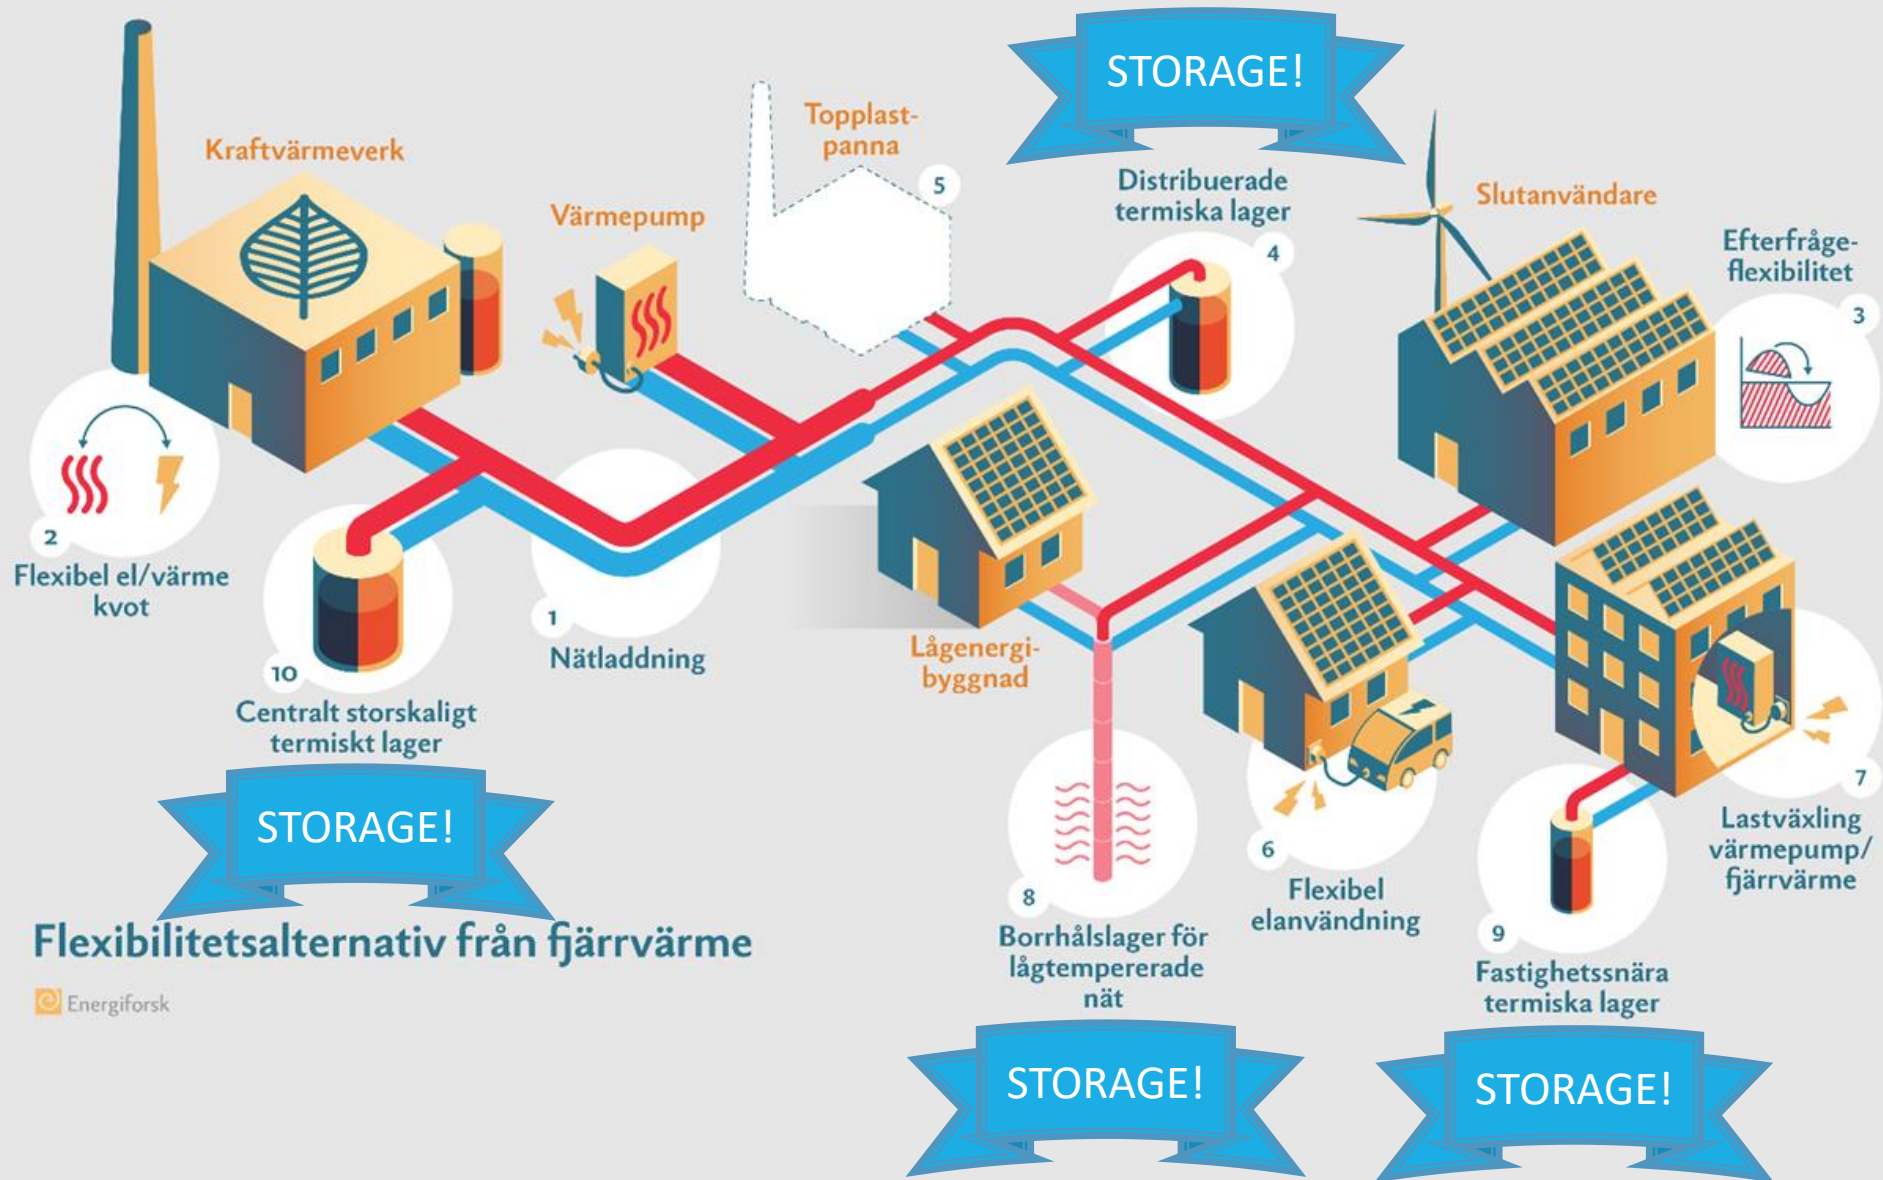 STORAGE!
Kraftvärmeverk
Värmepump
Topplast-
panna
5
Distribuerade
termiska lager
4
Slutanvändare
Efterfråge-
flexibilitet
3
2
Flexibel el/värme
kvot
10
Centralt storskaligt
termiskt lager
STORAGE!
1
Nätladdning
Lågenergi-
byggnad
8
Borrhålslager för
lågtempererade
nät
STORAGE!
6
Flexibel
elanvändning
7
Lastväxling
värmepump/
fjärrvärme
9
Fastighetssnära
termiska lager
STORAGE!
Flexibilitetsalternativ från fjärrvärme
Energiforsk